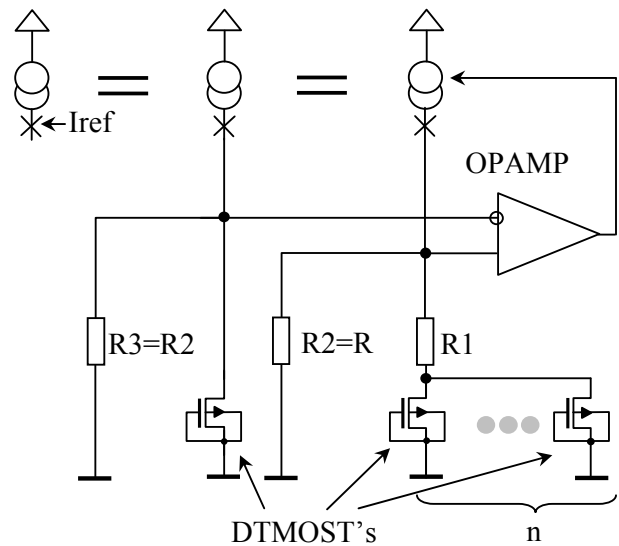 Iref
OPAMP
R3=R2
R2=R
R1
DTMOST's
n